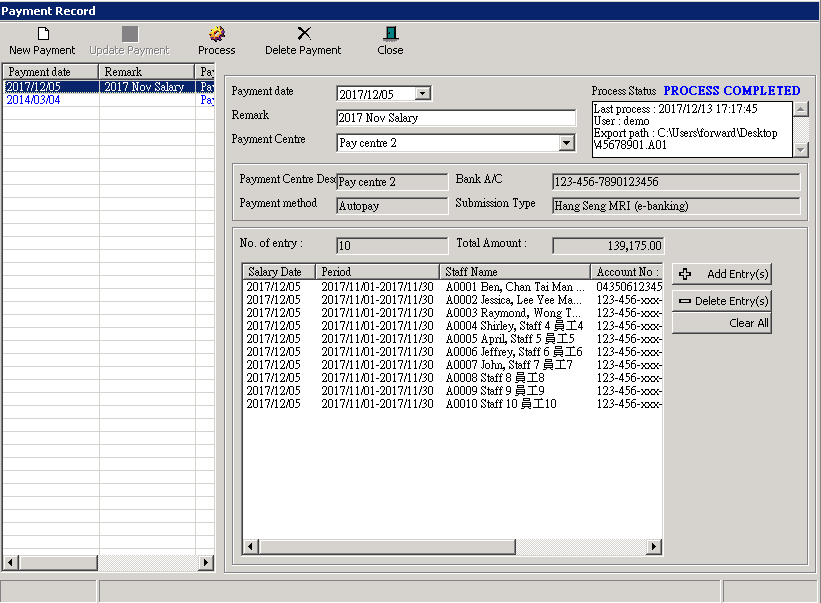 Payment Record
New Payment Update Payment Process Delete Payment Close
Payment date Remark Pay
2017/12/05 2017 Nov Salary Pay
2014/03/04 Pay
Payment date 2017/12/05
Remark 2017 Nov Salary
Payment Centre Pay centre 2
Process Status PROCESS COMPLETED
Last process : 2017/12/13 17:17:45
User : demo
Export path : C:\Users\forward\Desktop
\45678901.A01
Payment Centre Desc Pay centre 2 Bank A/C 123-456-7890123456
Payment method Autopay Submission Type Hang Seng MRI (e-banking)
No. of entry : 10 Total Amount : 139,175.00
Salary Date Period Staff Name Account No :
2017/12/05 2017/11/01-2017/11/30 A0001 Ben, Chan Tai Man ... 04350612345
2017/12/05 2017/11/01-2017/11/30 A0002 Jessica, Lee Yee Ma... 123-456-xxx-
2017/12/05 2017/11/01-2017/11/30 A0003 Raymond, Wong T... 123-456-xxx-
2017/12/05 2017/11/01-2017/11/30 A0004 Shirley, Staff 4 員工4 123-456-xxx-
2017/12/05 2017/11/01-2017/11/30 A0005 April, Staff 5 員工5 123-456-xxx-
2017/12/05 2017/11/01-2017/11/30 A0006 Jeffrey, Staff 6 員工6 123-456-xxx-
2017/12/05 2017/11/01-2017/11/30 A0007 John, Staff 7 員工7 123-456-xxx-
2017/12/05 2017/11/01-2017/11/30 A0008 Staff 8 員工8 123-456-xxx-
2017/12/05 2017/11/01-2017/11/30 A0009 Staff 9 員工9 123-456-xxx-
2017/12/05 2017/11/01-2017/11/30 A0010 Staff 10 員工10 123-456-xxx-
Add Entry(s)
Delete Entry(s)
Clear All